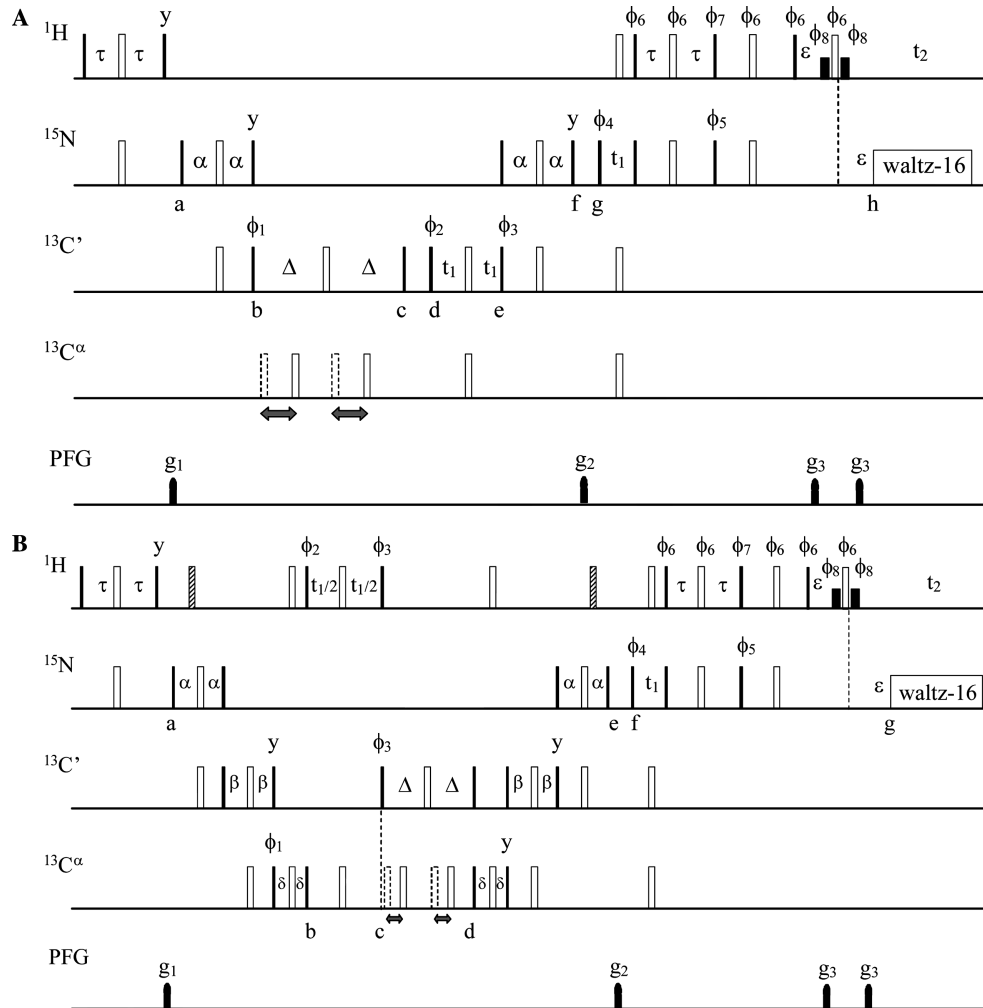 A
y ϕ6 ϕ6 ϕ7 ϕ6 ϕ6 ϕ6
¹H τ τ τ τ ε ϕ8 ϕ8 t2
y y ϕ4 ϕ5
¹⁵N α α α α t1 ε waltz-16
a f g h
ϕ1 ϕ2 ϕ3
¹³C’ Δ Δ t1 t1
b c d e
¹³Cα
PFG g1 g2 g3 g3
B
y ϕ2 ϕ3 ϕ6 ϕ6 ϕ7 ϕ6 ϕ6 ϕ6
¹H τ τ t1/2 t1/2 τ τ ε ϕ8 ϕ8 t2
ϕ4 ϕ5
¹⁵N α α α α t1 ε waltz-16
a e f g
y ϕ3 y
¹³C’ β β Δ Δ β β
ϕ1 y
¹³Cα δ δ δ δ
b c d
PFG g1 g2 g3 g3